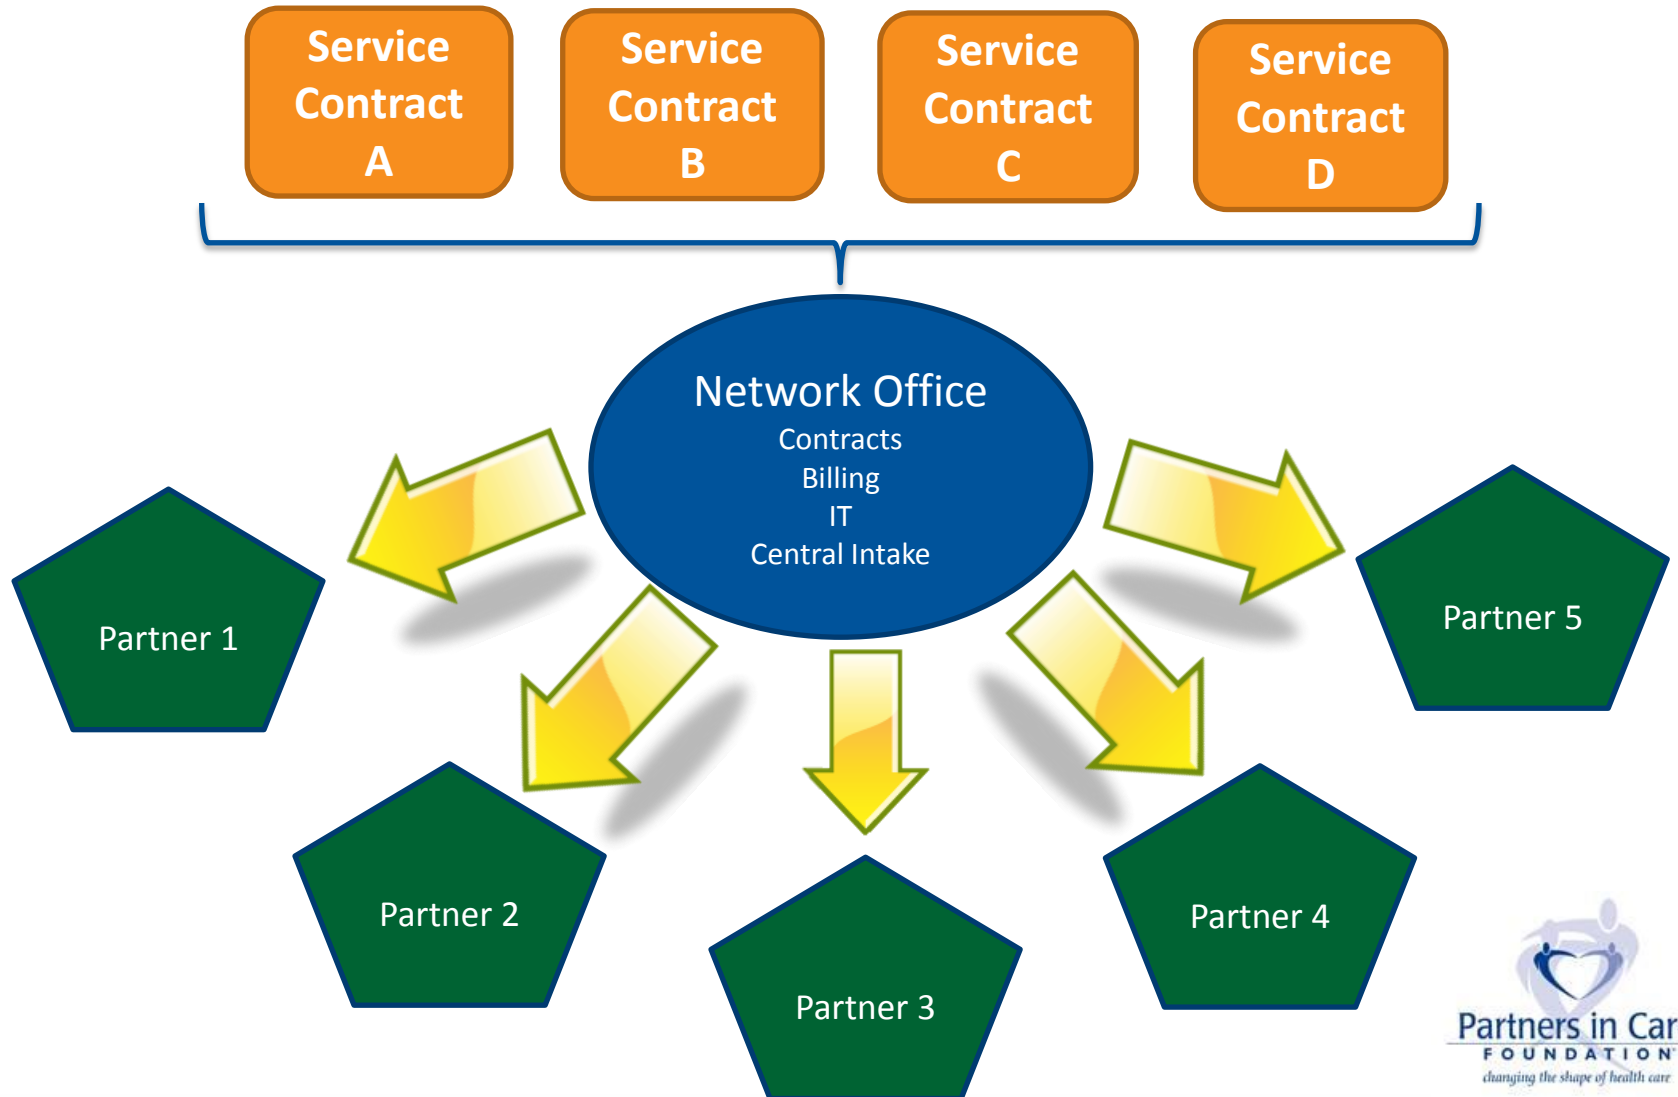 Service
Contract
A
Service
Contract
B
Service
Contract
C
Service
Contract
D
Network Office
Contracts
Billing
IT
Central Intake
Partner 1
Partner 2
Partner 3
Partner 4
Partner 5
Partners in Car
FOUNDATION
changing the shape of health care